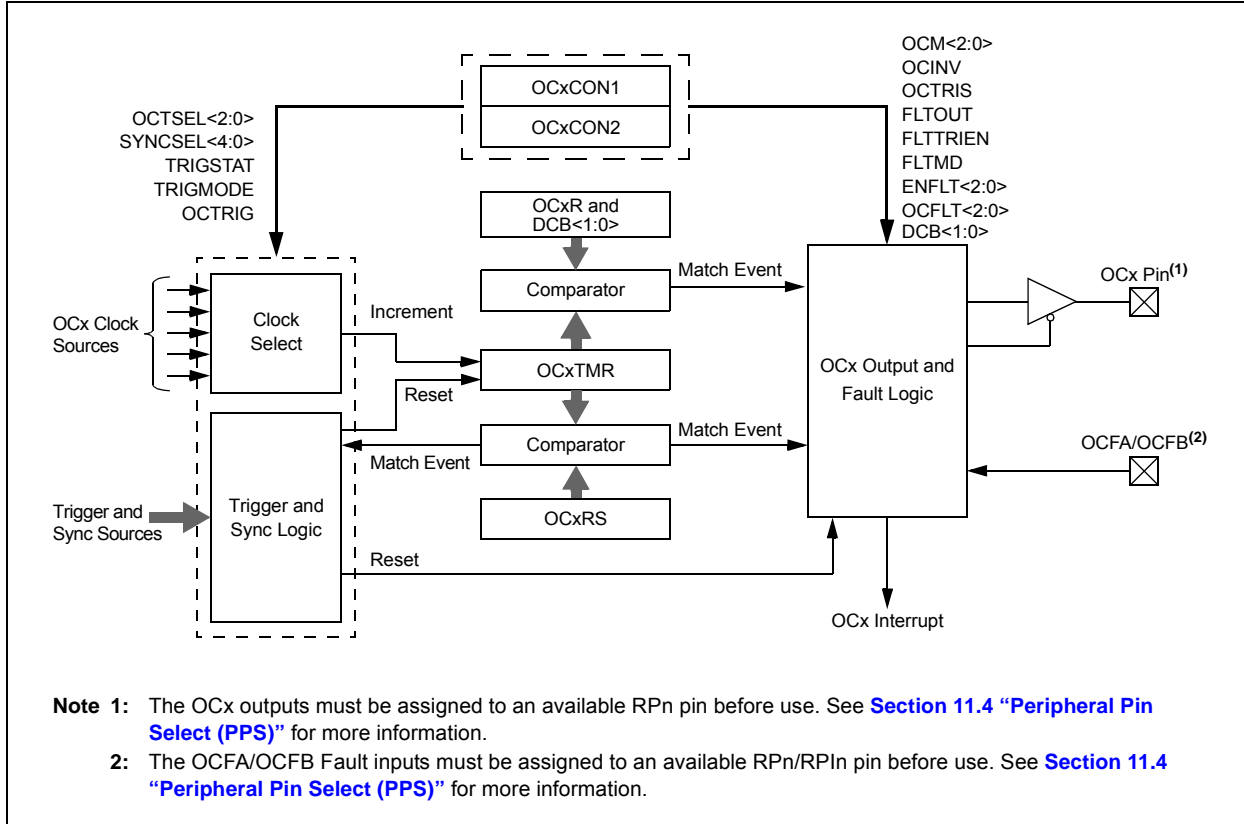 OCxCON1
OCxCON2
OCTSEL<2:0>
SYNCSEL<4:0>
TRIGSTAT
TRIGMODE
OCTRIG
OCM<2:0>
OCINV
OCTRIS
FLTOUT
FLTTRIEN
FLTMD
ENFLT<2:0>
OCFLT<2:0>
DCB<1:0>
OCxR and
DCB<1:0>
Comparator
Match Event
OCx Clock
Sources
Clock
Select
Increment
OCxTMR
Reset
OCx Output and
Fault Logic
OCx Pin(1)
Comparator
Match Event
Match Event
OCFA/OCFB(2)
Trigger and
Sync Sources
Trigger and
Sync Logic
OCxRS
Reset
OCx Interrupt
Note 1: The OCx outputs must be assigned to an available RPn pin before use. See Section 11.4 “Peripheral Pin
Select (PPS)” for more information.
2: The OCFA/OCFB Fault inputs must be assigned to an available RPn/RPIn pin before use. See Section 11.4
“Peripheral Pin Select (PPS)” for more information.